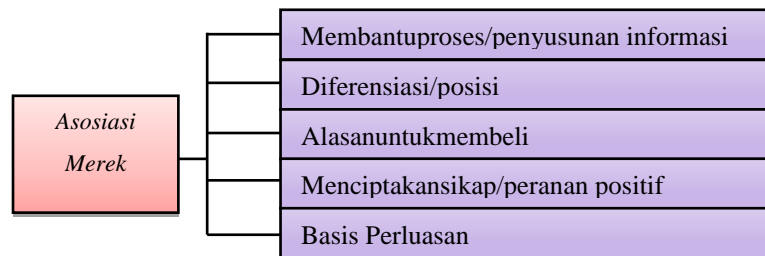 Asosiasi
Merek
Membantuproses/penyusunan informasi
Diferensiasi/posisi
Alasanuntukmembeli
Menciptakansikap/peranan positif
Basis Perluasan